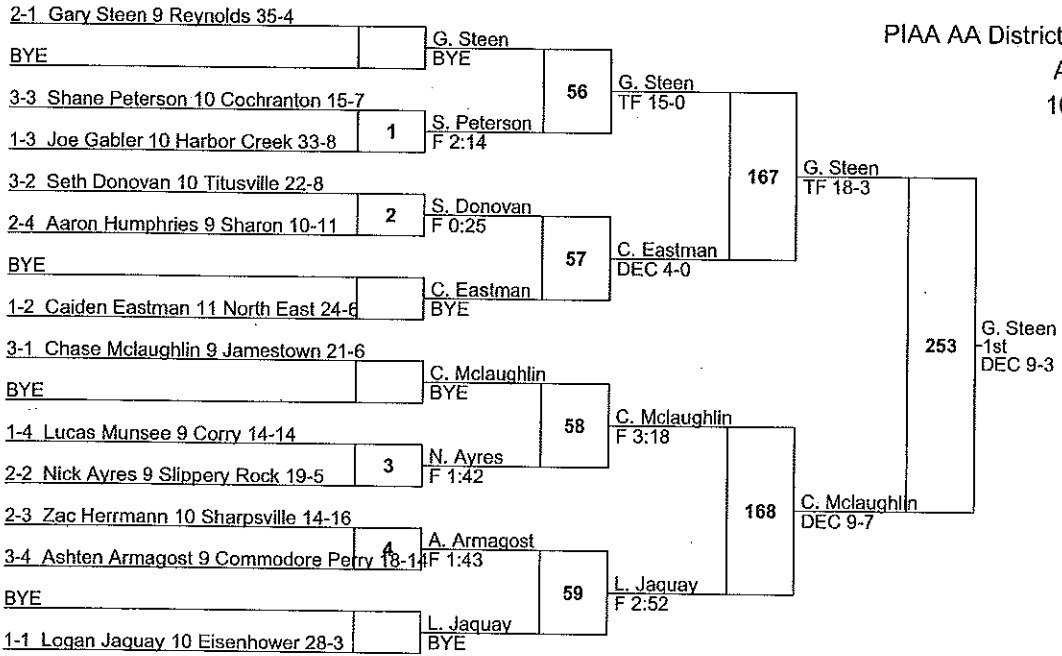 2-1 Gary Steen 9 Reynolds 35-4
BYE
3-3 Shane Peterson 10 Cochranton 15-7
1-3 Joe Gabler 10 Harbor Creek 33-8
3-2 Seth Donovan 10 Titusville 22-8
2-4 Aaron Humphries 9 Sharon 10-11
BYE
1-2 Caiden Eastman 11 North East 24-6
3-1 Chase Mclaughlin 9 Jamestown 21-6
BYE
1-4 Lucas Munsee 9 Corry 14-14
2-2 Nick Ayres 9 Slippery Rock 19-5
2-3 Zac Herrmann 10 Sharpsville 14-16
3-4 Ashten Armagost 9 Commodore Perry 18-14
BYE
1-1 Logan Jaquay 10 Eisenhower 28-3
1
2
3
4
G. Steen
BYE
S. Peterson
F 2:14
S. Donovan
F 0:25
C. Eastman
BYE
C. Mclaughlin
BYE
N. Ayres
F 1:42
A. Armagost
F 1:43
L. Jaquay
BYE
56
57
58
59
G. Steen
TF 15-0
C. Eastman
DEC 4-0
C. Mclaughlin
F 3:18
L. Jaquay
F 2:52
167
168
G. Steen
TF 18-3
C. Mclaughlin
DEC 9-7
253
G. Steen
1st
DEC 9-3
PIAA AA District
A
10